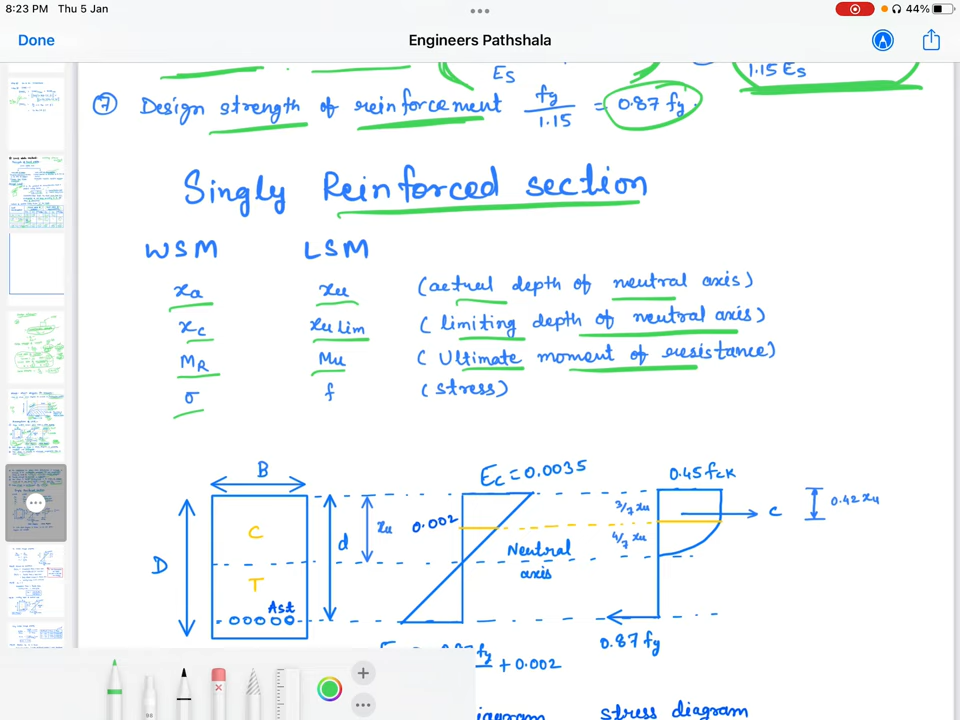 8:23 PM Thu 5 Jan
44%
Done
Engineers Pathshala
Es
1.15 Es
⑦ Design strength of reinforcement fy/1.15 = 0.87 fy
Singly Reinforced section
WSM LSM
xa xu (actual depth of neutral axis)
xc xu lim (limiting depth of neutral axis)
MR Mu (Ultimate moment of resistance)
σ f (stress)
B
Ec = 0.0035
0.45 fck
D
C
T
Ast
d
xu
0.002
Neutral
axis
3/7 xu
4/7 xu
C
0.42 xu
0.87 fy
fy + 0.002
stress diagram
98